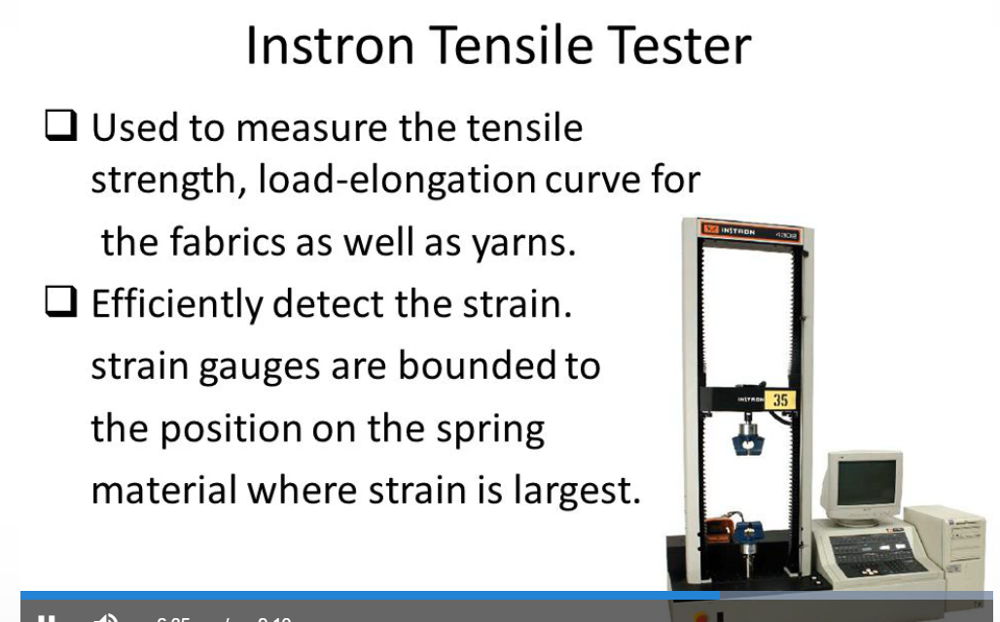 Instron Tensile Tester
Used to measure the tensile
strength, load-elongation curve for
the fabrics as well as yarns.
INSTRON 4302
Efficiently detect the strain.
strain gauges are bounded to
INSTRON 35
the position on the spring
material where strain is largest.